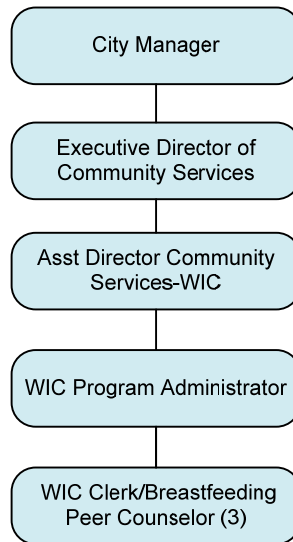 City Manager
Executive Director of
Community Services
Asst Director Community
Services-WIC
WIC Program Administrator
WIC Clerk/Breastfeeding
Peer Counselor (3)